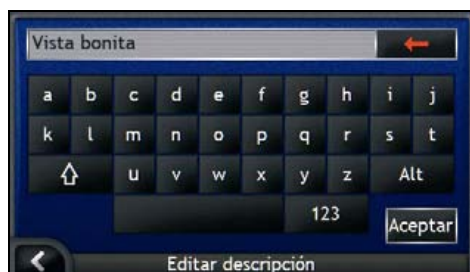 Vista bonita
a b c d e f g h i j
k l m n o p q r s t
u v w x y z Alt
123 Aceptar
Editar descripción